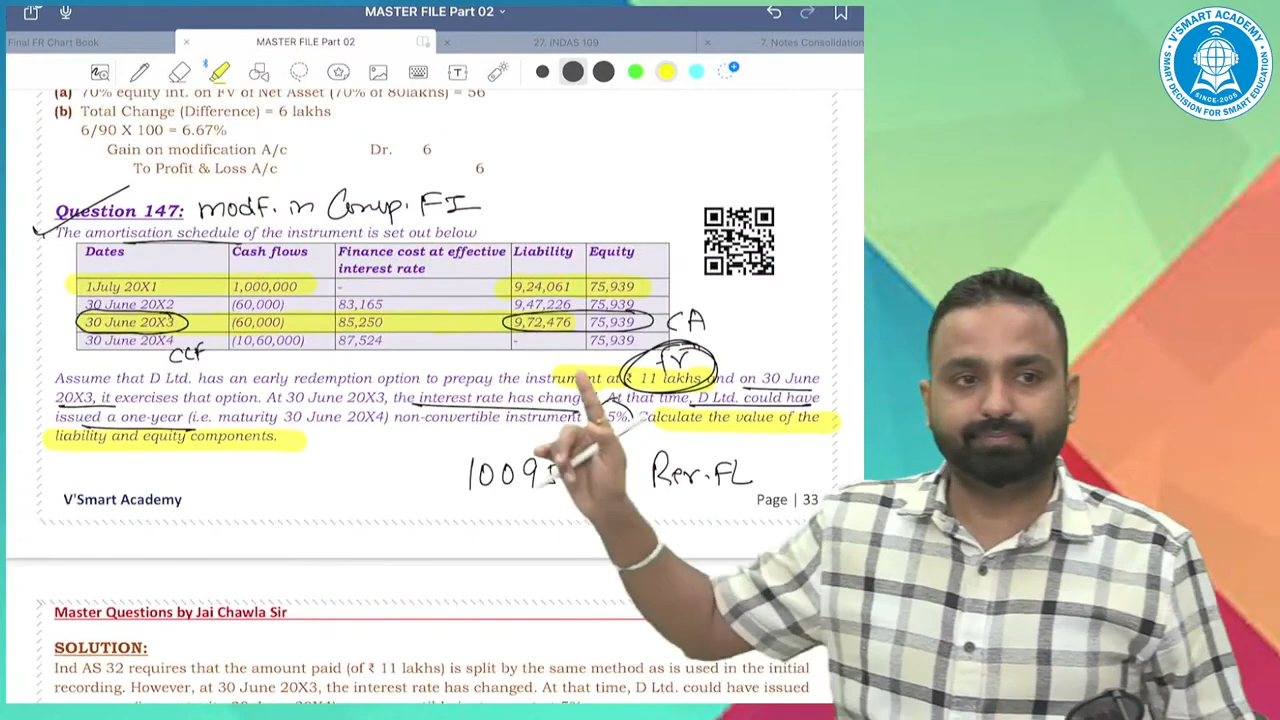 MASTER FILE Part 02
Final FR Chart Book
MASTER FILE Part 02
27. INDAS 109
7. Notes Consolidation
V'SMART ACADEMY
SINCE-2005
SMART DECISION FOR SMART EDUCATION
(a) 70% equity int. on FV of Net Asset (70% of 80lakhs) = 56
(b) Total Change (Difference) = 6 lakhs
6/90 X 100 = 6.67%
Gain on modification A/c Dr. 6
To Profit & Loss A/c 6
Question 147: modf. in Comp. FI
The amortisation schedule of the instrument is set out below
Dates Cash flows Finance cost at effective interest rate Liability Equity
1July 20X1 1,000,000 - 9,24,061 75,939
30 June 20X2 (60,000) 83,165 9,47,226 75,939
30 June 20X3 (60,000) 85,250 9,72,476 75,939 CA
30 June 20X4 (10,60,000) 87,524 - 75,939
CCF
FV
Assume that D Ltd. has an early redemption option to prepay the instrument at ₹ 11 lakhs and on 30 June
20X3, it exercises that option. At 30 June 20X3, the interest rate has chang At that time, D Ltd. could have
issued a one-year (i.e. maturity 30 June 20X4) non-convertible instrument 5%. Calculate the value of the
liability and equity components.
1009 Rev. FL
V'Smart Academy Page | 33
Master Questions by Jai Chawla Sir
SOLUTION:
Ind AS 32 requires that the amount paid (of ₹ 11 lakhs) is split by the same method as is used in the initial
recording. However, at 30 June 20X3, the interest rate has changed. At that time, D Ltd. could have issued